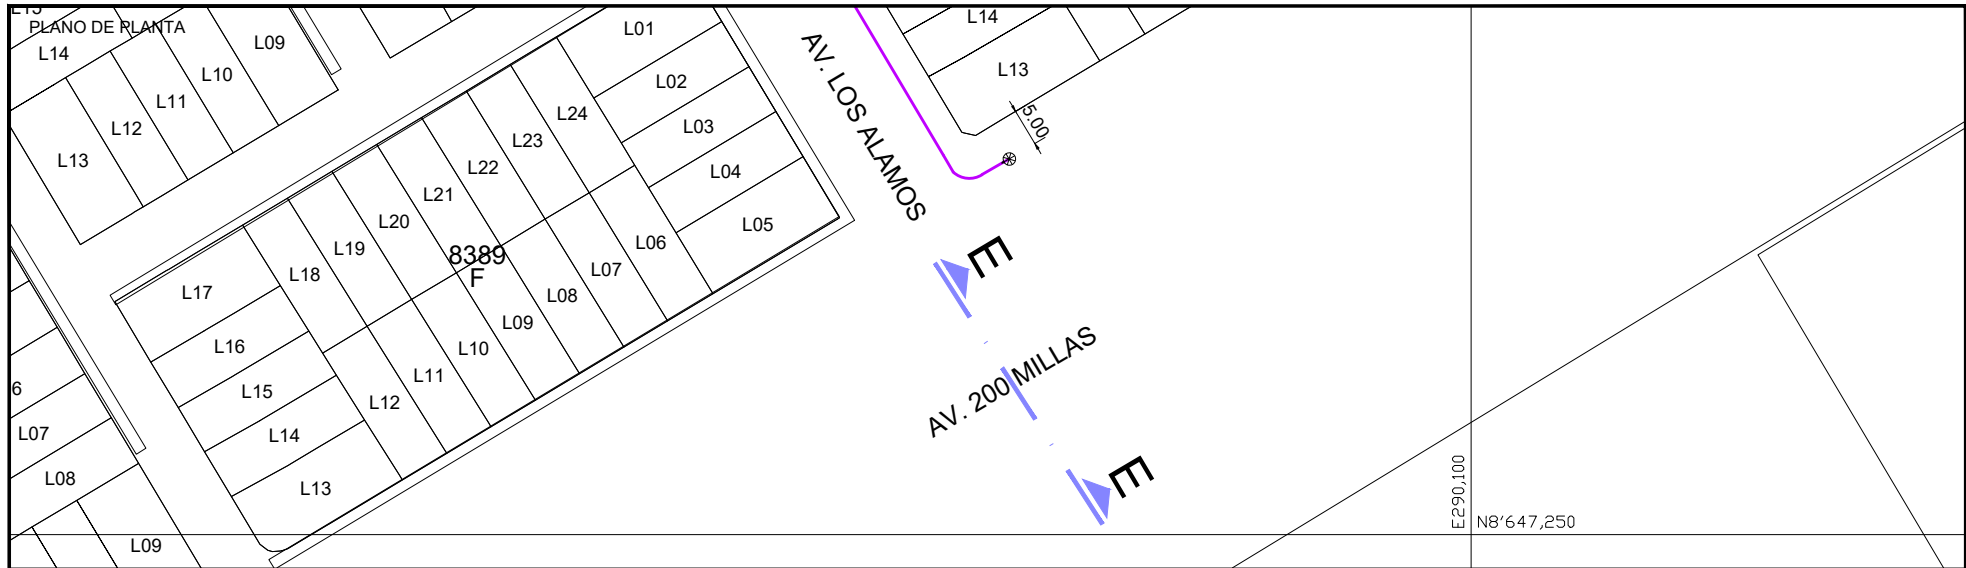 L15
PLANO DE PLANTA
L14
L09
L10
L11
L12
L13
L01
L02
L03
L04
L05
L24
L23
L22
L21
L20
L19
L18
L17
L16
L15
L14
L13
8389
F
L06
L07
L08
L09
L10
L11
L12
6
L07
L08
L09
L14
L13
5.00
AV. LOS ALAMOS
E
AV. 200 MILLAS
E
E290,100
N8'647,250